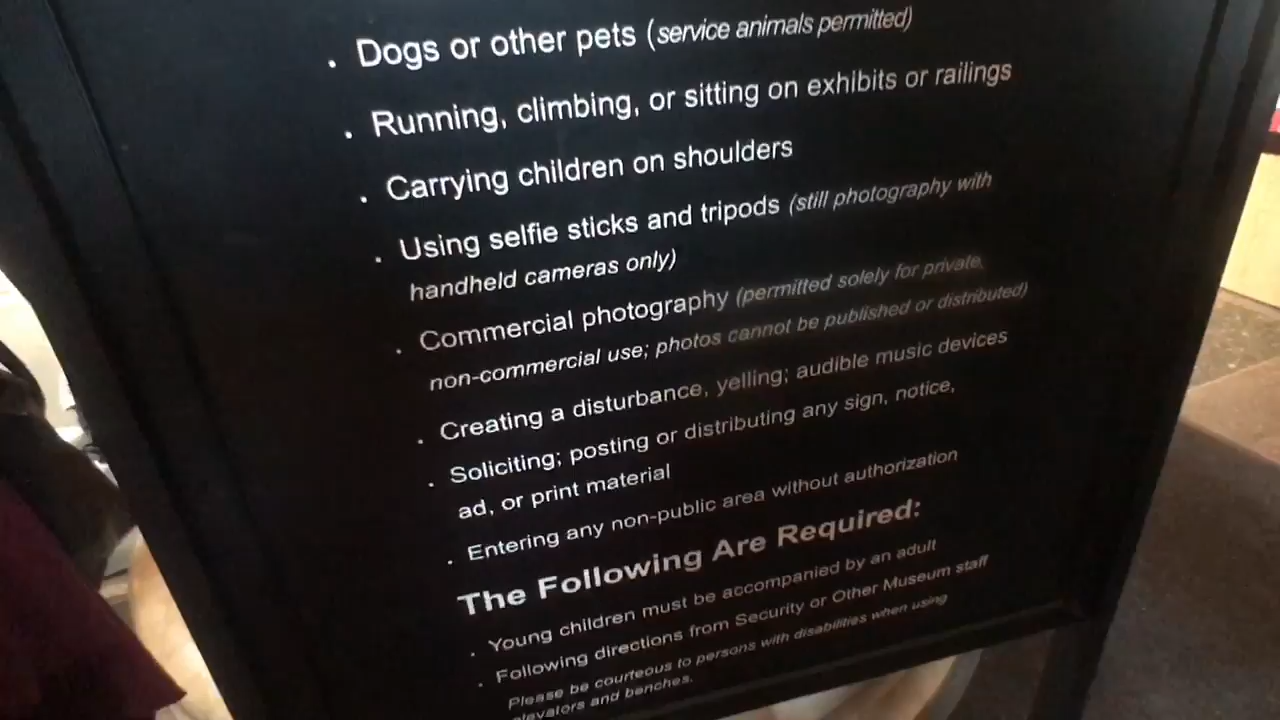 . Dogs or other pets (service animals permitted)
. Running, climbing, or sitting on exhibits or railings
. Carrying children on shoulders
. Using selfie sticks and tripods (still photography with
handheld cameras only)
. Commercial photography (permitted solely for private,
non-commercial use; photos cannot be published or distributed)
. Creating a disturbance, yelling; audible music devices
. Soliciting; posting or distributing any sign, notice,
ad, or print material
. Entering any non-public area without authorization
The Following Are Required:
. Young children must be accompanied by an adult
. Following directions from Security or Other Museum staff
Please be courteous to persons with disabilities when using
elevators and benches.